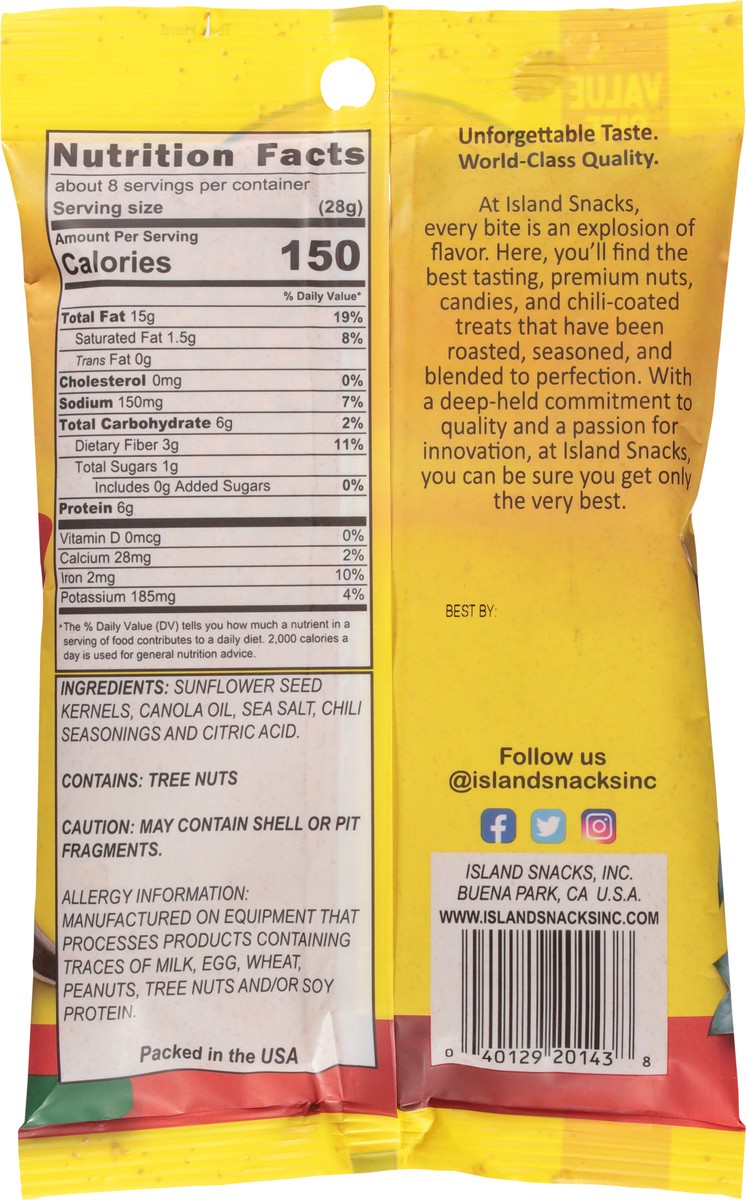 VALUE
Nutrition Facts
about 8 servings per container
Serving size (28g)
Amount Per Serving
Calories 150
% Daily Value*
Total Fat 15g 19%
Saturated Fat 1.5g 8%
Trans Fat 0g
Cholesterol 0mg 0%
Sodium 150mg 7%
Total Carbohydrate 6g 2%
Dietary Fiber 3g 11%
Total Sugars 1g
Includes 0g Added Sugars 0%
Protein 6g
Vitamin D 0mcg 0%
Calcium 28mg 2%
Iron 2mg 10%
Potassium 185mg 4%
*The % Daily Value (DV) tells you how much a nutrient in a
serving of food contributes to a daily diet. 2,000 calories a
day is used for general nutrition advice.
INGREDIENTS: SUNFLOWER SEED
KERNELS, CANOLA OIL, SEA SALT, CHILI
SEASONINGS AND CITRIC ACID.
CONTAINS: TREE NUTS
CAUTION: MAY CONTAIN SHELL OR PIT
FRAGMENTS.
ALLERGY INFORMATION:
MANUFACTURED ON EQUIPMENT THAT
PROCESSES PRODUCTS CONTAINING
TRACES OF MILK, EGG, WHEAT,
PEANUTS, TREE NUTS AND/OR SOY
PROTEIN.
Packed in the USA
Unforgettable Taste.
World-Class Quality.
At Island Snacks,
every bite is an explosion of
flavor. Here, you'll find the
best tasting, premium nuts,
candies, and chili-coated
treats that have been
roasted, seasoned, and
blended to perfection. With
a deep-held commitment to
quality and a passion for
innovation, at Island Snacks,
you can be sure you get only
the very best.
BEST BY:
Follow us
@islandsnacksinc
ISLAND SNACKS, INC.
BUENA PARK, CA U.S.A.
WWW.ISLANDSNACKSINC.COM
0 40129 20143 8